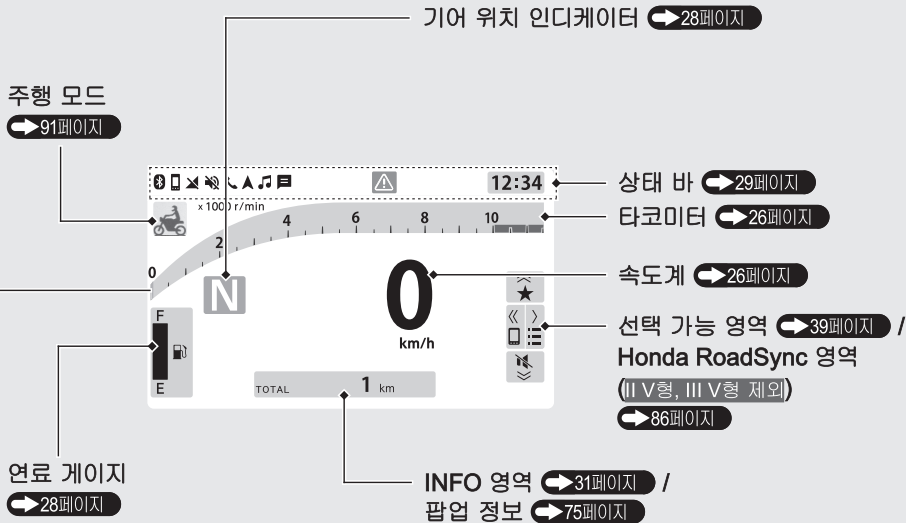 기어 위치 인디케이터 28페이지
주행 모드
91페이지
12:34
상태 바 29페이지
x 1000 r/min
0 2 4 6 8 10
타코미터 26페이지
N
0
km/h
속도계 26페이지
F
E
선택 가능 영역 39페이지 /
Honda RoadSync 영역
(II V형, III V형 제외)
86페이지
TOTAL 1 km
연료 게이지
28페이지
INFO 영역 31페이지 /
팝업 정보 75페이지